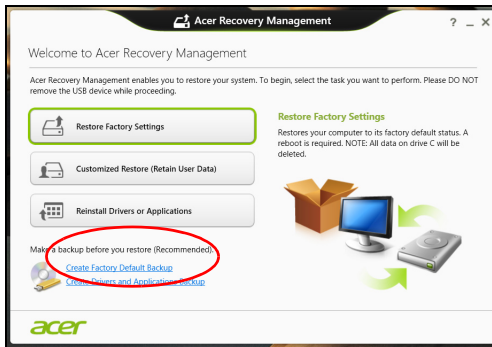 Acer Recovery Management
Welcome to Acer Recovery Management
Acer Recovery Management enables you to restore your system. To begin, select the task you want to perform. Please DO NOT
remove the USB device while proceeding.
Restore Factory Settings
Customized Restore (Retain User Data)
Reinstall Drivers or Applications
Restore Factory Settings
Restores your computer to its factory default status. A
reboot is required. NOTE: All data on drive C will be
deleted.
Make a backup before you restore (Recommended).
Create Factory Default Backup
Create Drivers and Applications Backup
acer